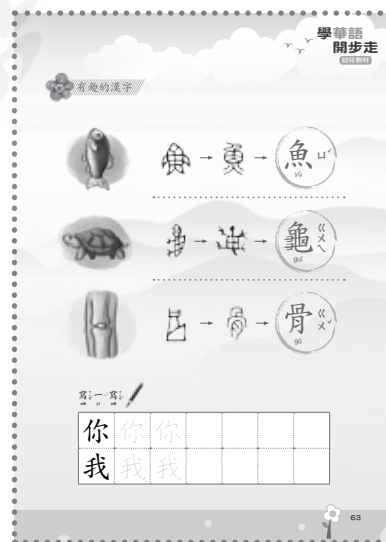 學華語
開步走
幼兒教材
有趣的漢字
魚 ㄩˊ
yú
龜 ㄍㄨㄟ
guī
骨 ㄍㄨˇ
gǔ
寫一寫
你 你 你
我 我 我
63